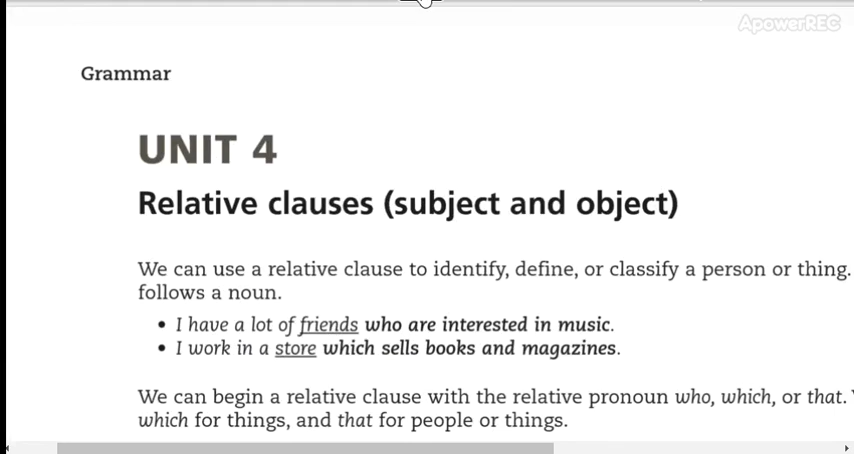 ApowerREC
Grammar
UNIT 4
Relative clauses (subject and object)
We can use a relative clause to identify, define, or classify a person or thing.
follows a noun.
• I have a lot of friends who are interested in music.
• I work in a store which sells books and magazines.
We can begin a relative clause with the relative pronoun who, which, or that.
which for things, and that for people or things.